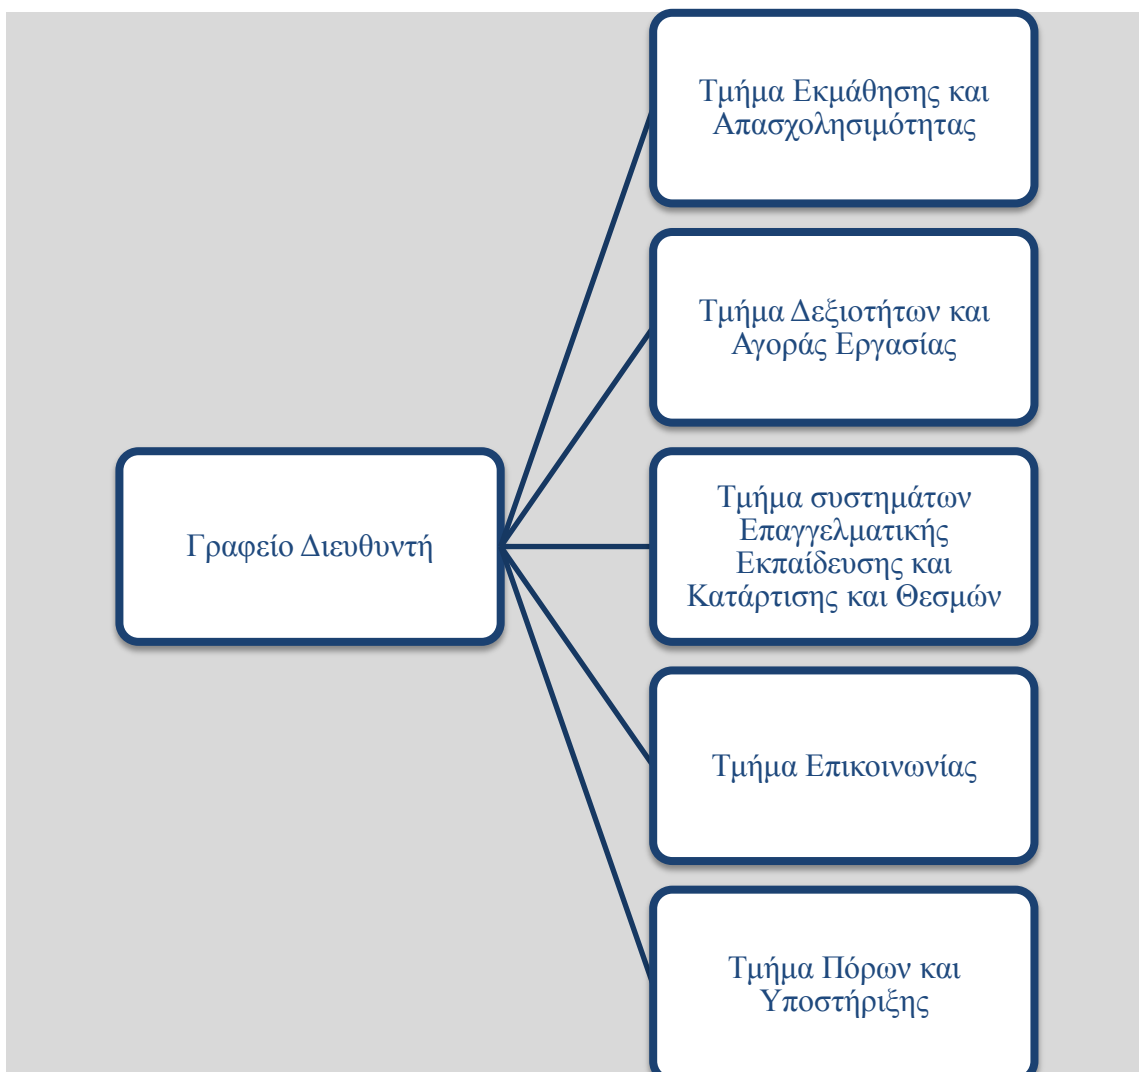 Τμήμα Εκμάθησης και
Απασχολησιμότητας
Τμήμα Δεξιοτήτων και
Αγοράς Εργασίας
Γραφείο Διευθυντή
Τμήμα συστημάτων
Επαγγελματικής
Εκπαίδευσης και
Κατάρτισης και Θεσμών
Τμήμα Επικοινωνίας
Τμήμα Πόρων και
Υποστήριξης